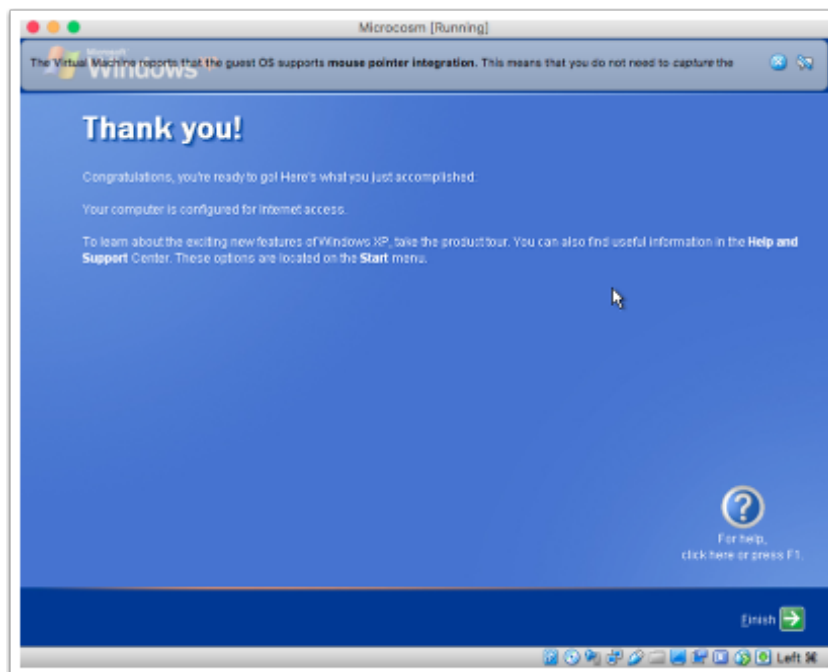 Microcosm [Running]
Microsoft
Windows xp
The Virtual Machine reports that the guest OS supports mouse pointer integration. This means that you do not need to capture the
Thank you!
Congratulations, you're ready to go! Here's what you just accomplished:
Your computer is configured for Internet access.
To learn about the exciting new features of Windows XP, take the product tour. You can also find useful information in the Help and
Support Center. These options are located on the Start menu.
?
For help,
click here or press F1.
Finish
Left ⌘